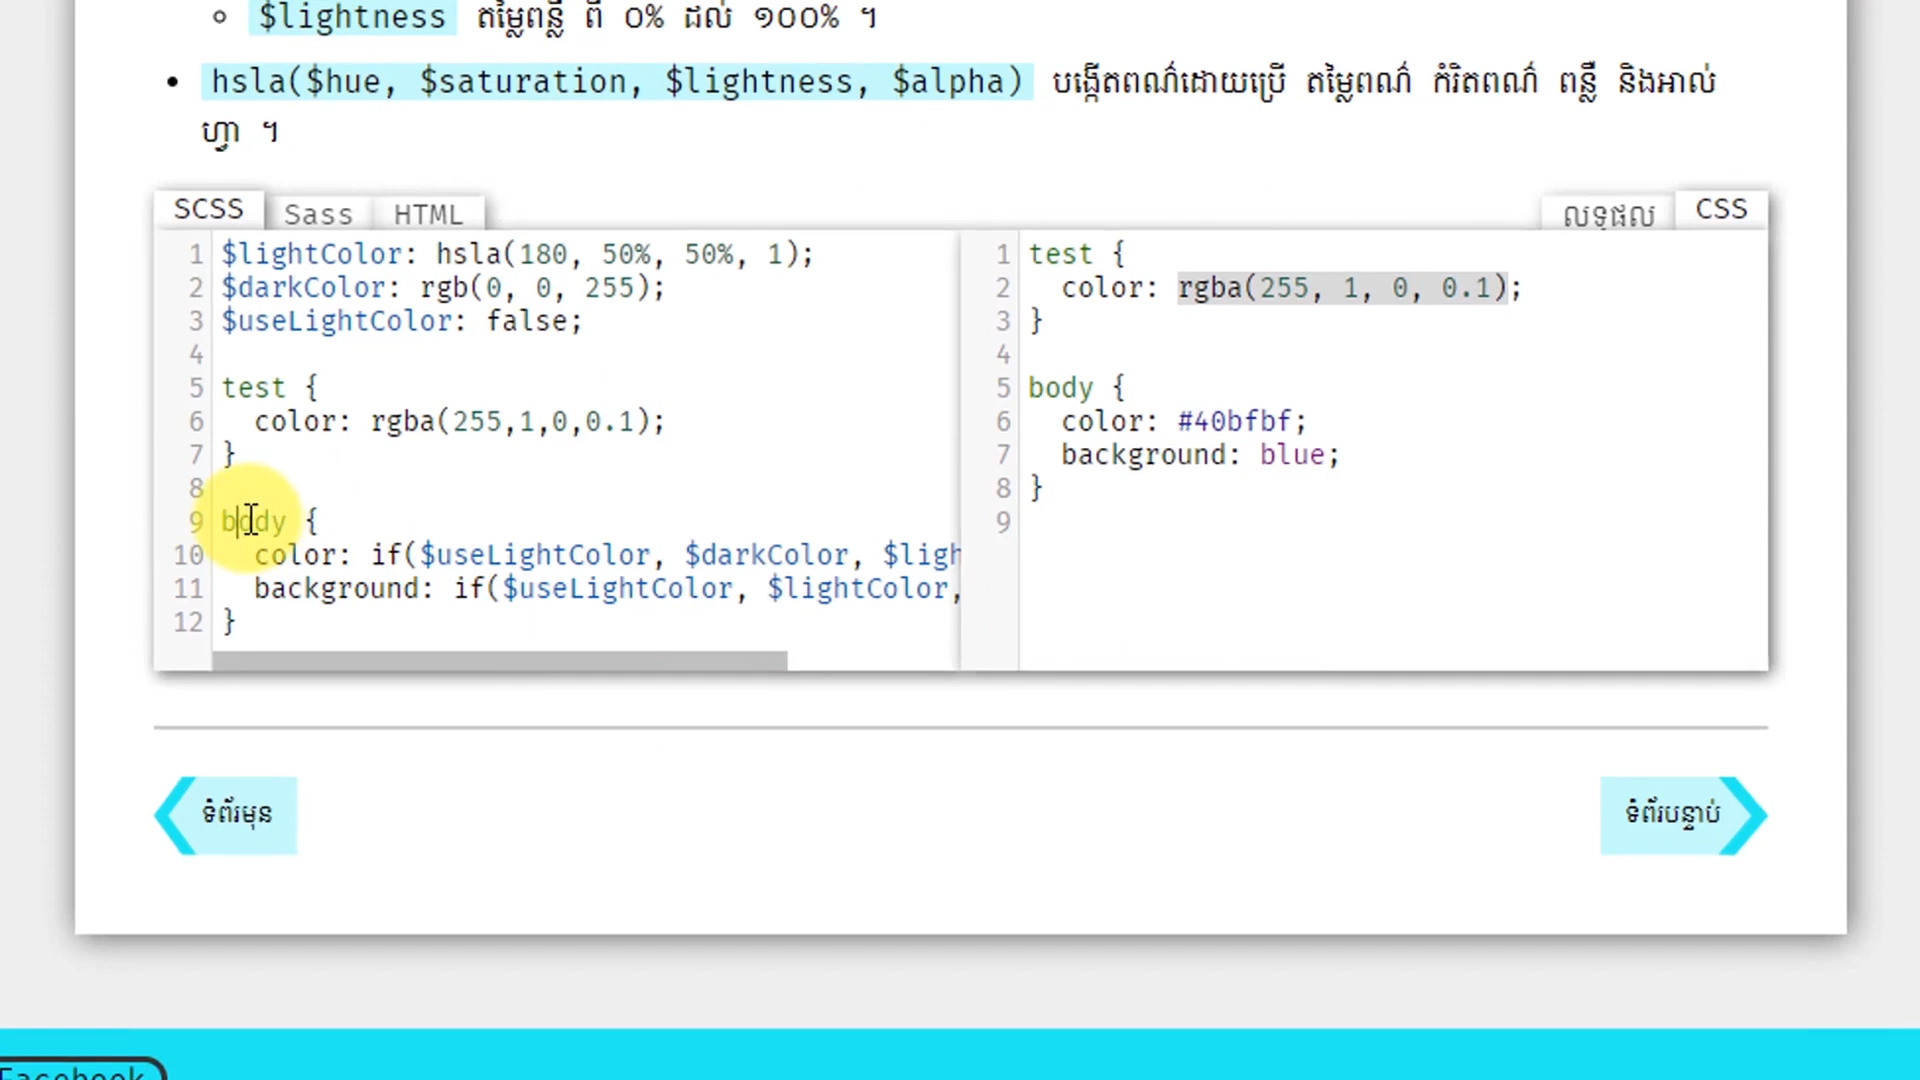 $lightness តម្លៃពន្លឺ ពី ០% ដល់ ១០០% ។
hsla($hue, $saturation, $lightness, $alpha) បង្កើតពណ៌ដោយប្រើ តម្លៃពណ៌ កំរិតពណ៌ ពន្លឺ និងអាល់
ហ្វា ។
SCSS Sass HTML
1 $lightColor: hsla(180, 50%, 50%, 1);
2 $darkColor: rgb(0, 0, 255);
3 $useLightColor: false;
4
5 test {
6 color: rgba(255,1,0,0.1);
7 }
8
9 body {
10 color: if($useLightColor, $darkColor, $ligh
11 background: if($useLightColor, $lightColor,
12 }
លទ្ធផល CSS
1 test {
2 color: rgba(255, 1, 0, 0.1);
3 }
4
5 body {
6 color: #40bfbf;
7 background: blue;
8 }
9
ទំព័រមុន
ទំព័របន្ទាប់
Facebook